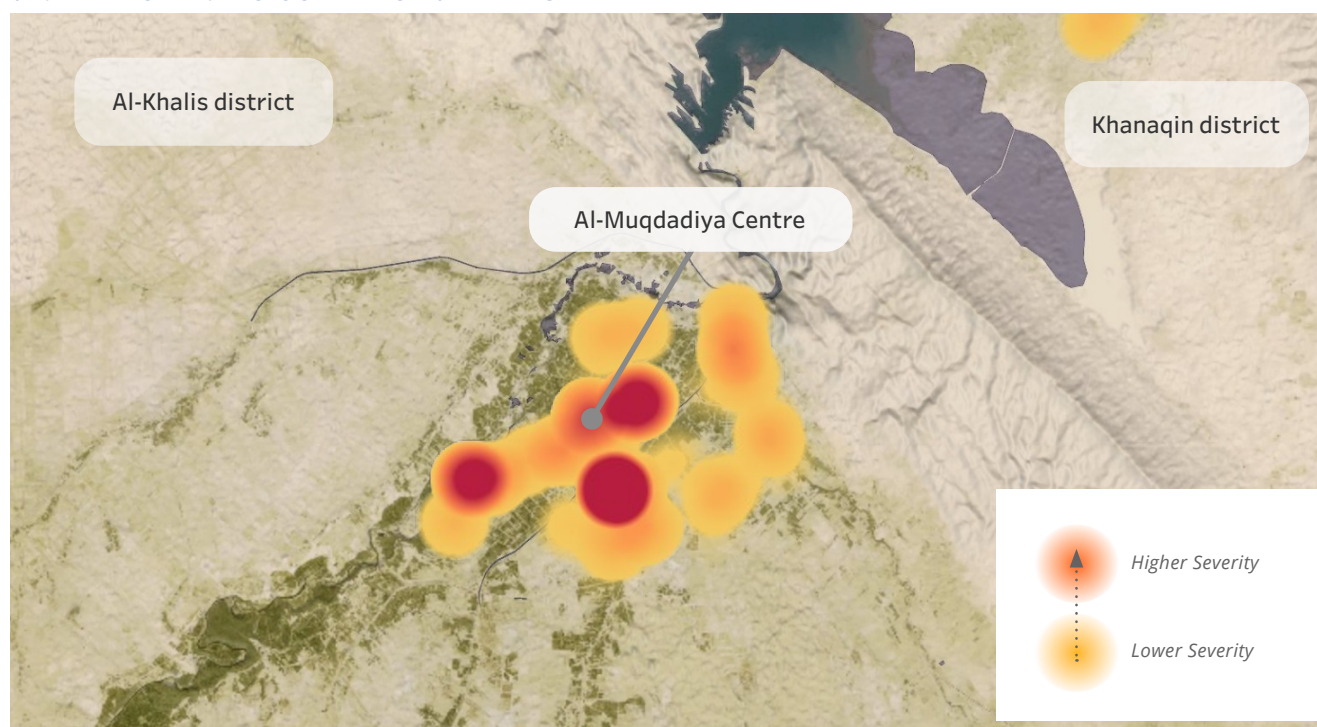 Al-Khalis district
Khanaqin district
Al-Muqdadiya Centre
Higher Severity
Lower Severity